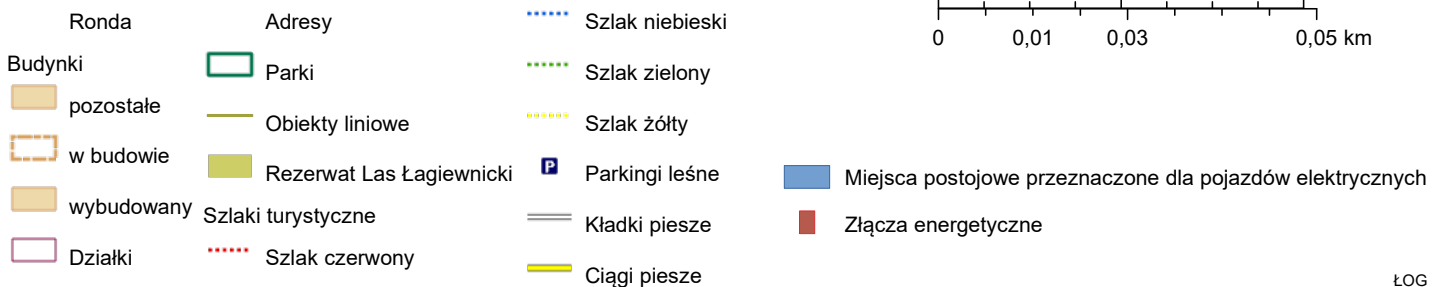 Ronda
Budynki
pozostałe
w budowie
wybudowany
Działki
Adresy
Parki
Obiekty liniowe
Rezerwat Las Łagiewnicki
Szlaki turystyczne
Szlak czerwony
Szlak niebieski
Szlak zielony
Szlak żółty
P Parkingi leśne
Kładki piesze
Ciągi piesze
0 0,01 0,03 0,05 km
Miejsca postojowe przeznaczone dla pojazdów elektrycznych
Złącza energetyczne
ŁOG